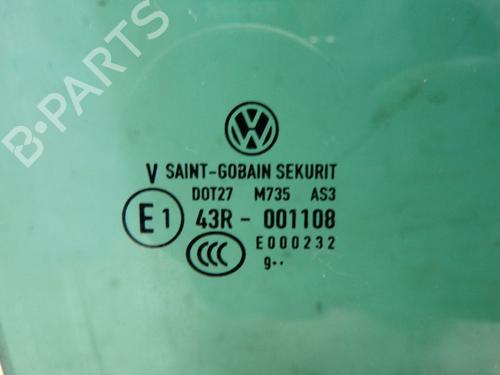 B-PARTS
V SAINT-GOBAIN SEKURIT
DOT27 M735 AS3
E1 43R - 001108
CCC E000232
9..